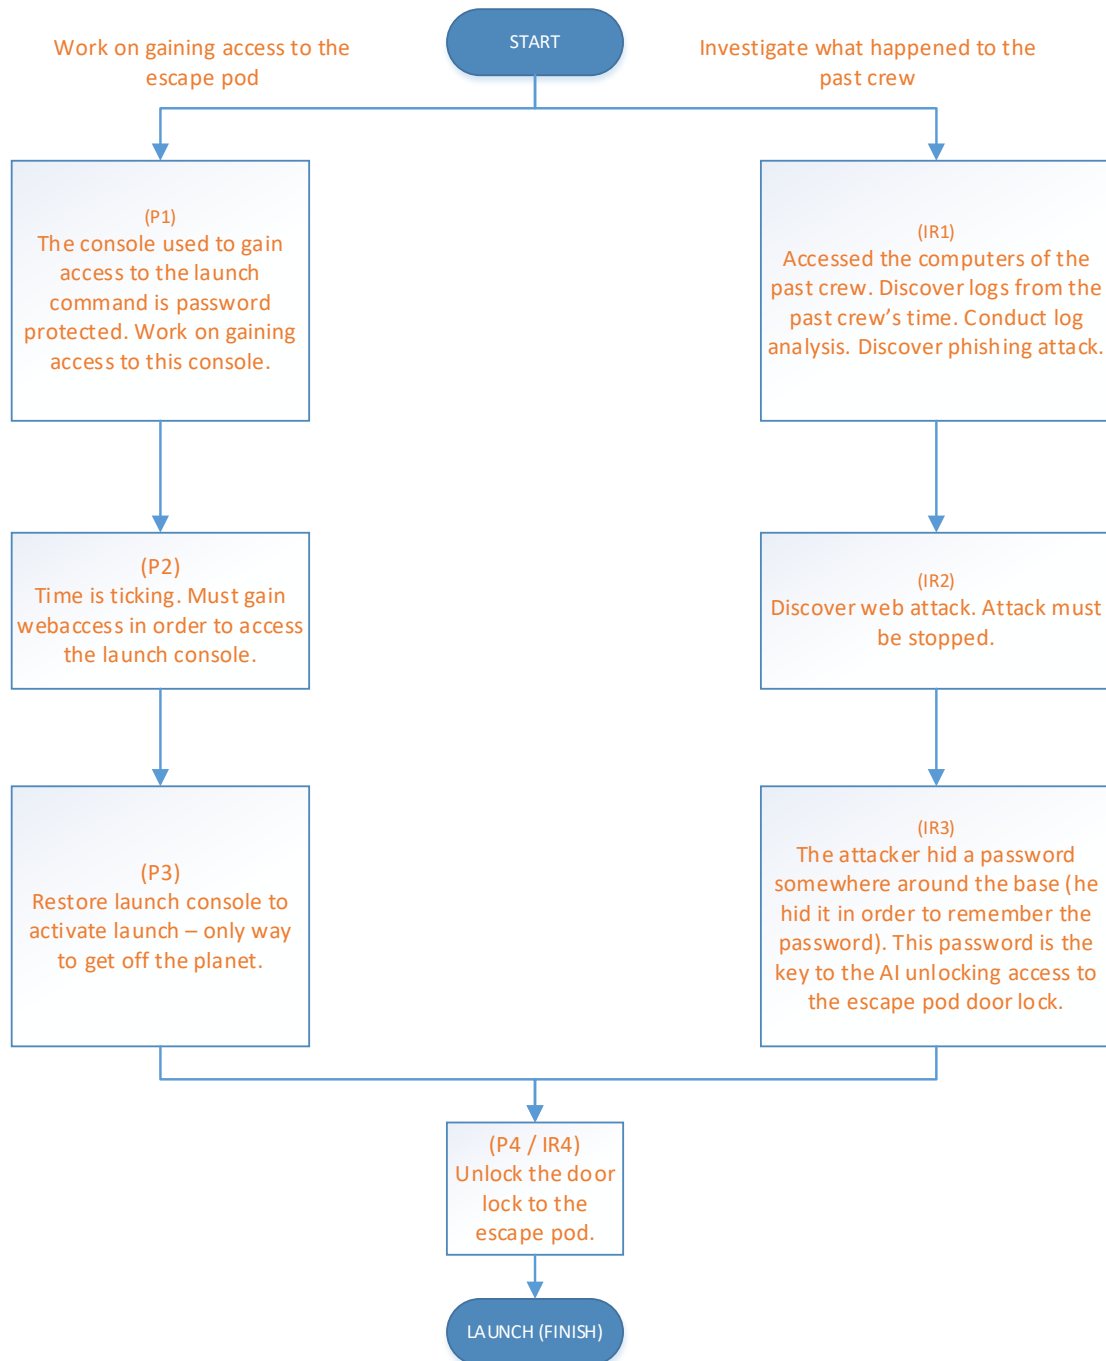 START
Work on gaining access to the
escape pod
Investigate what happened to the
past crew
(P1)
The console used to gain
access to the launch
command is password
protected. Work on gaining
access to this console.
(IR1)
Accessed the computers of the
past crew. Discover logs from the
past crew’s time. Conduct log
analysis. Discover phishing attack.
(P2)
Time is ticking. Must gain
webaccess in order to access
the launch console.
(IR2)
Discover web attack. Attack must
be stopped.
(P3)
Restore launch console to
activate launch – only way
to get off the planet.
(IR3)
The attacker hid a password
somewhere around the base (he
hid it in order to remember the
password). This password is the
key to the AI unlocking access to
the escape pod door lock.
(P4 / IR4)
Unlock the door
lock to the
escape pod.
LAUNCH (FINISH)